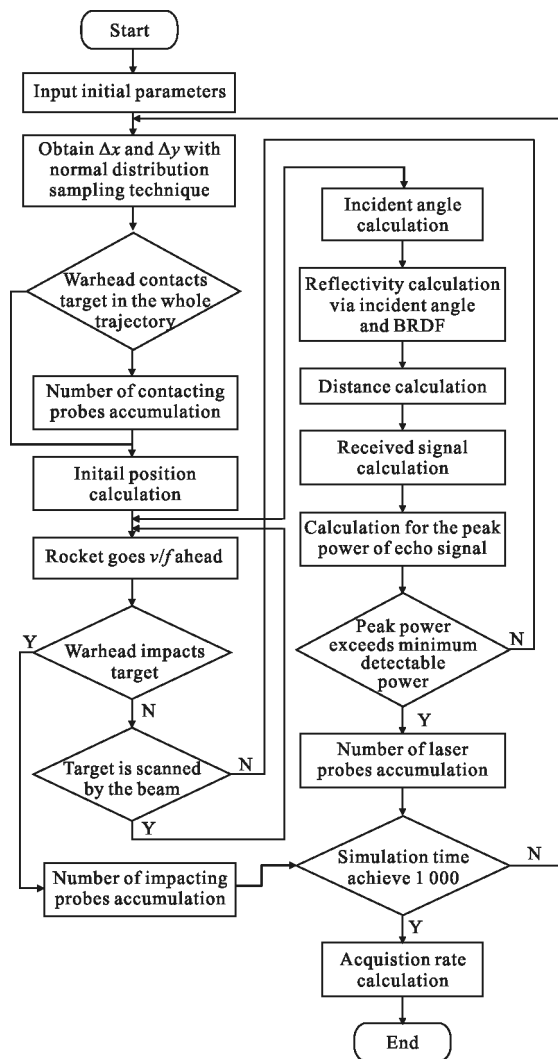 Start
Input initial parameters
Obtain Δx and Δy with
normal distribution
sampling technique
Warhead contacts
target in the whole
trajectory
Number of contacting
probes accumulation
Initail position
calculation
Rocket goes v/f ahead
Y
Warhead impacts
target
N
Target is scanned
by the beam
N
Y
Number of impacting
probes accumulation
Incident angle
calculation
Reflectivity calculation
via incident angle
and BRDF
Distance calculation
Received signal
calculation
Calculation for the peak
power of echo signal
Peak power
exceeds minimum
detectable
power
N
Y
Number of laser
probes accumulation
Simulation time
achieve 1 000
N
Y
Acquistion rate
calculation
End